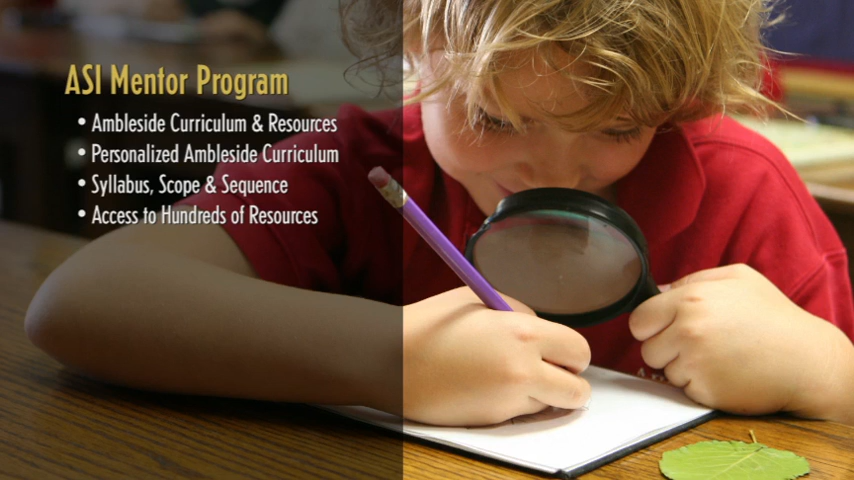 ASI Mentor Program
• Ambleside Curriculum & Resources
• Personalized Ambleside Curriculum
• Syllabus, Scope & Sequence
• Access to Hundreds of Resources